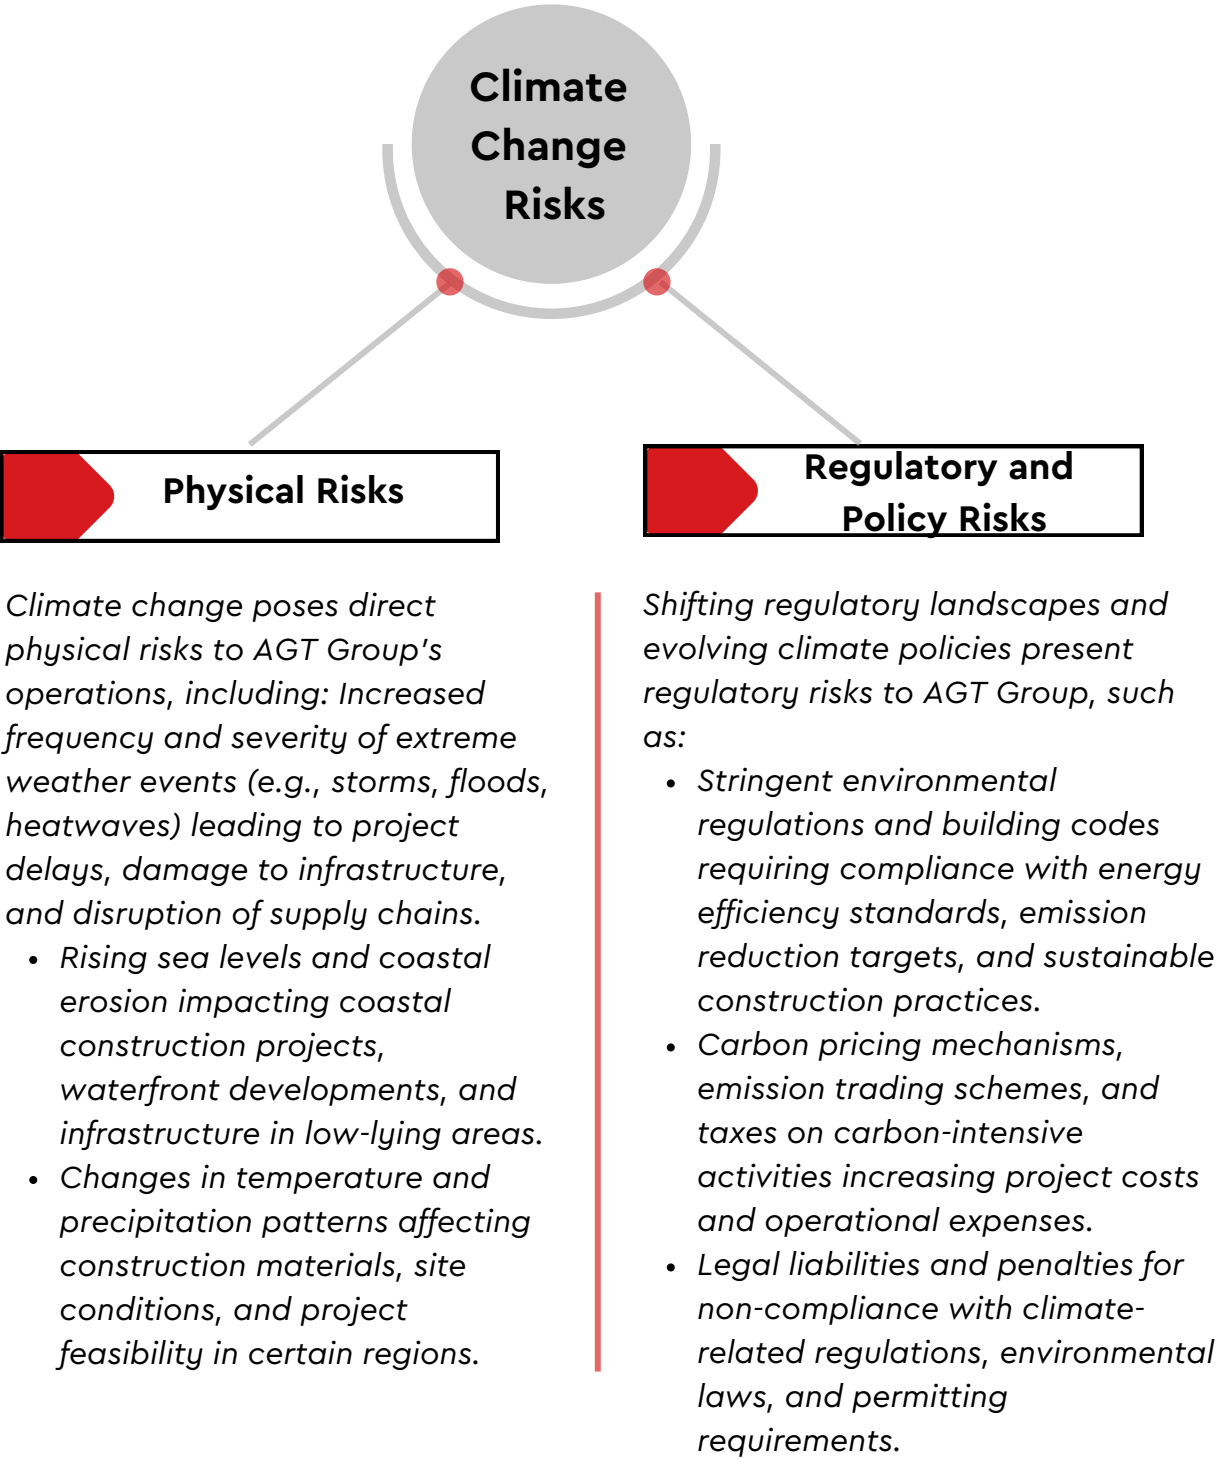 Climate
Change
Risks
Physical Risks
Climate change poses direct
physical risks to AGT Group's
operations, including: Increased
frequency and severity of extreme
weather events (e.g., storms, floods,
heatwaves) leading to project
delays, damage to infrastructure,
and disruption of supply chains.
• Rising sea levels and coastal
erosion impacting coastal
construction projects,
waterfront developments, and
infrastructure in low-lying areas.
• Changes in temperature and
precipitation patterns affecting
construction materials, site
conditions, and project
feasibility in certain regions.
Regulatory and
Policy Risks
Shifting regulatory landscapes and
evolving climate policies present
regulatory risks to AGT Group, such
as:
• Stringent environmental
regulations and building codes
requiring compliance with energy
efficiency standards, emission
reduction targets, and sustainable
construction practices.
• Carbon pricing mechanisms,
emission trading schemes, and
taxes on carbon-intensive
activities increasing project costs
and operational expenses.
• Legal liabilities and penalties for
non-compliance with climate-
related regulations, environmental
laws, and permitting
requirements.